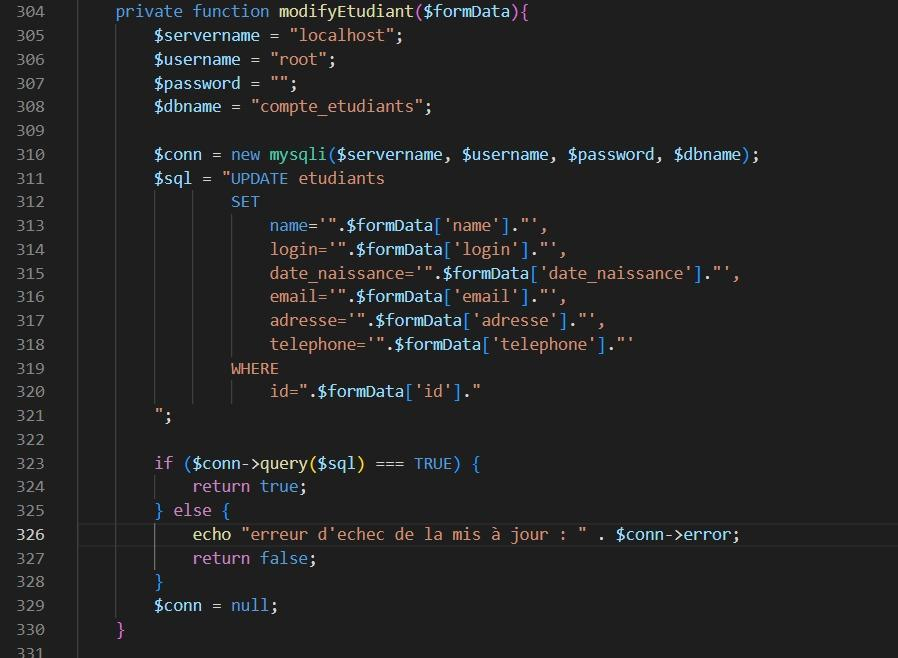 304 private function modifyEtudiant($formData){
305 $servername = "localhost";
306 $username = "root";
307 $password = "";
308 $dbname = "compte_etudiants";
309
310 $conn = new mysqli($servername, $username, $password, $dbname);
311 $sql = "UPDATE etudiants
312 SET
313 name='".$formData['name']."',
314 login='".$formData['login']."',
315 date_naissance='".$formData['date_naissance']."',
316 email='".$formData['email']."',
317 adresse='".$formData['adresse']."',
318 telephone='".$formData['telephone']."'
319 WHERE
320 id=".$formData['id']."
321 ";
322
323 if ($conn->query($sql) === TRUE) {
324 return true;
325 } else {
326 echo "erreur d'echec de la mis à jour : " . $conn->error;
327 return false;
328 }
329 $conn = null;
330 }
331